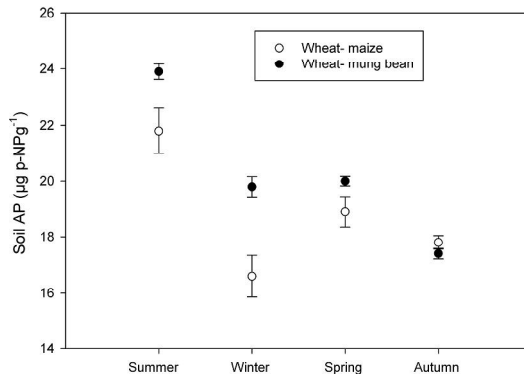 Wheat- maize
Wheat- mung bean
Soil AP (µg p-NPg⁻¹)
26
24
22
20
18
16
14
Summer Winter Spring Autumn